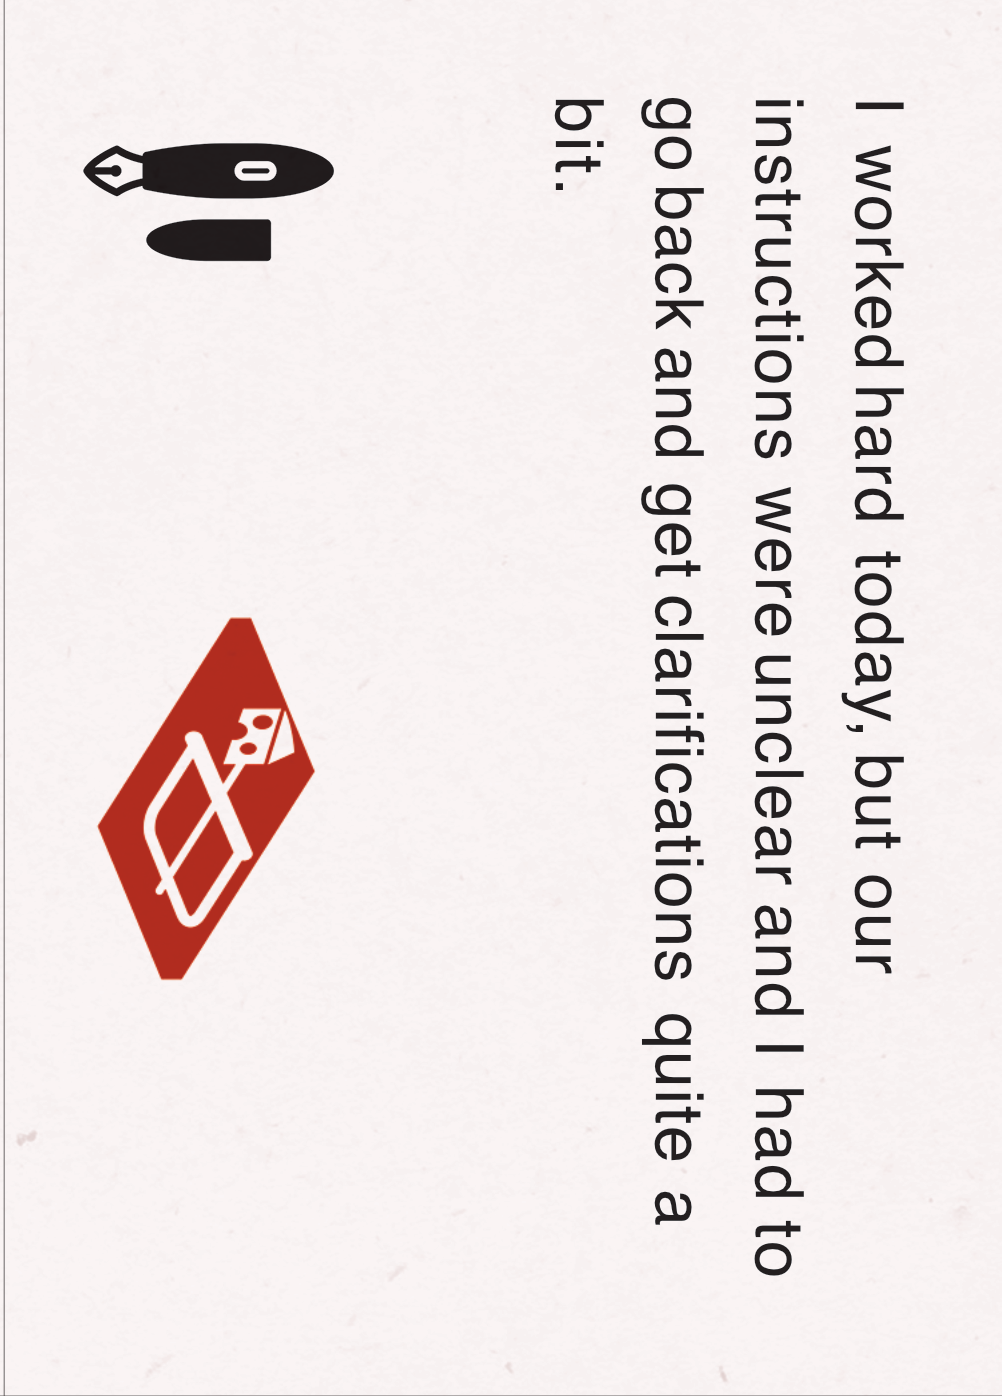 I worked hard today, but our
instructions were unclear and I had to
go back and get clarifications quite a
bit.